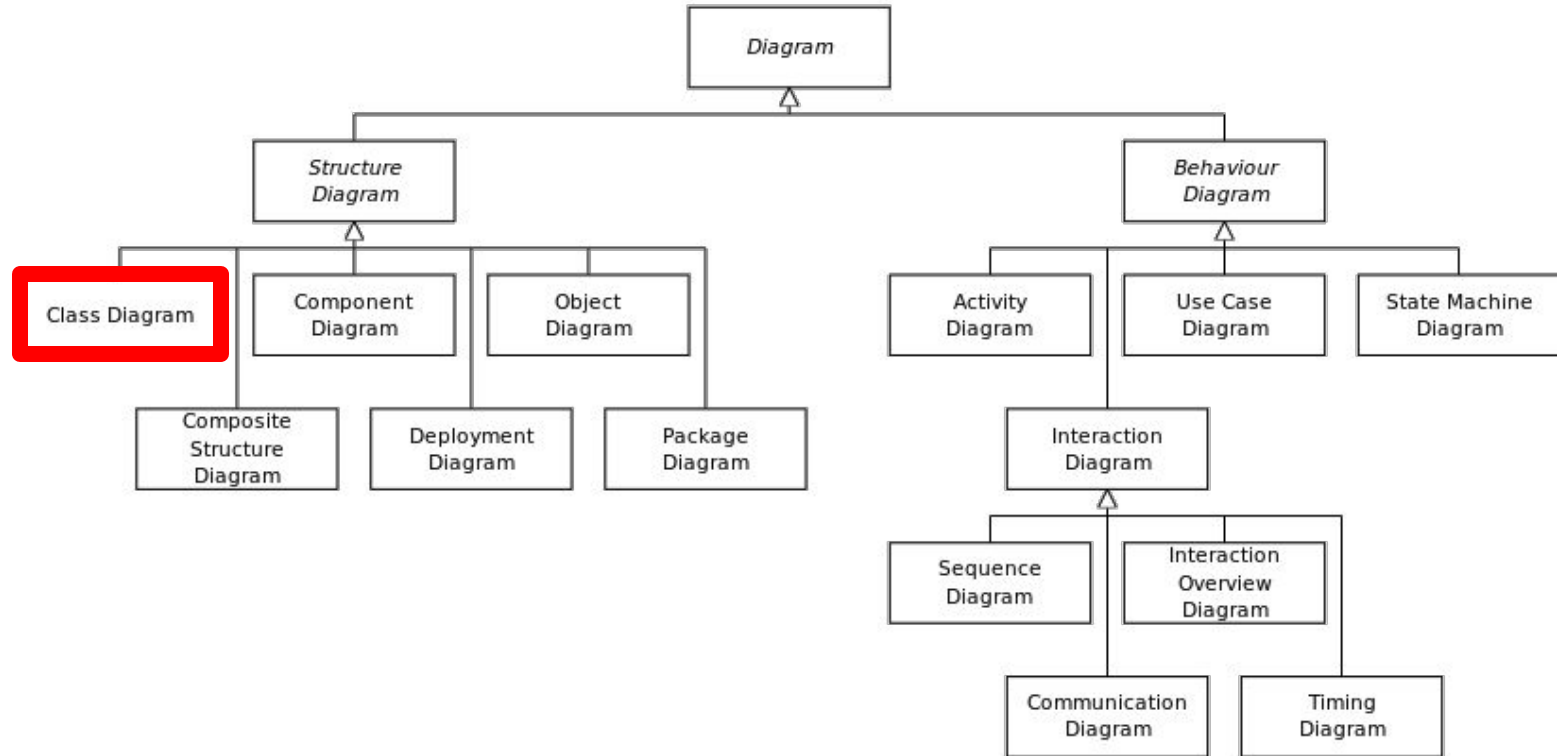 Diagram
Structure
Diagram
Behaviour
Diagram
Class Diagram
Component
Diagram
Object
Diagram
Activity
Diagram
Use Case
Diagram
State Machine
Diagram
Composite
Structure
Diagram
Deployment
Diagram
Package
Diagram
Interaction
Diagram
Sequence
Diagram
Interaction
Overview
Diagram
Communication
Diagram
Timing
Diagram